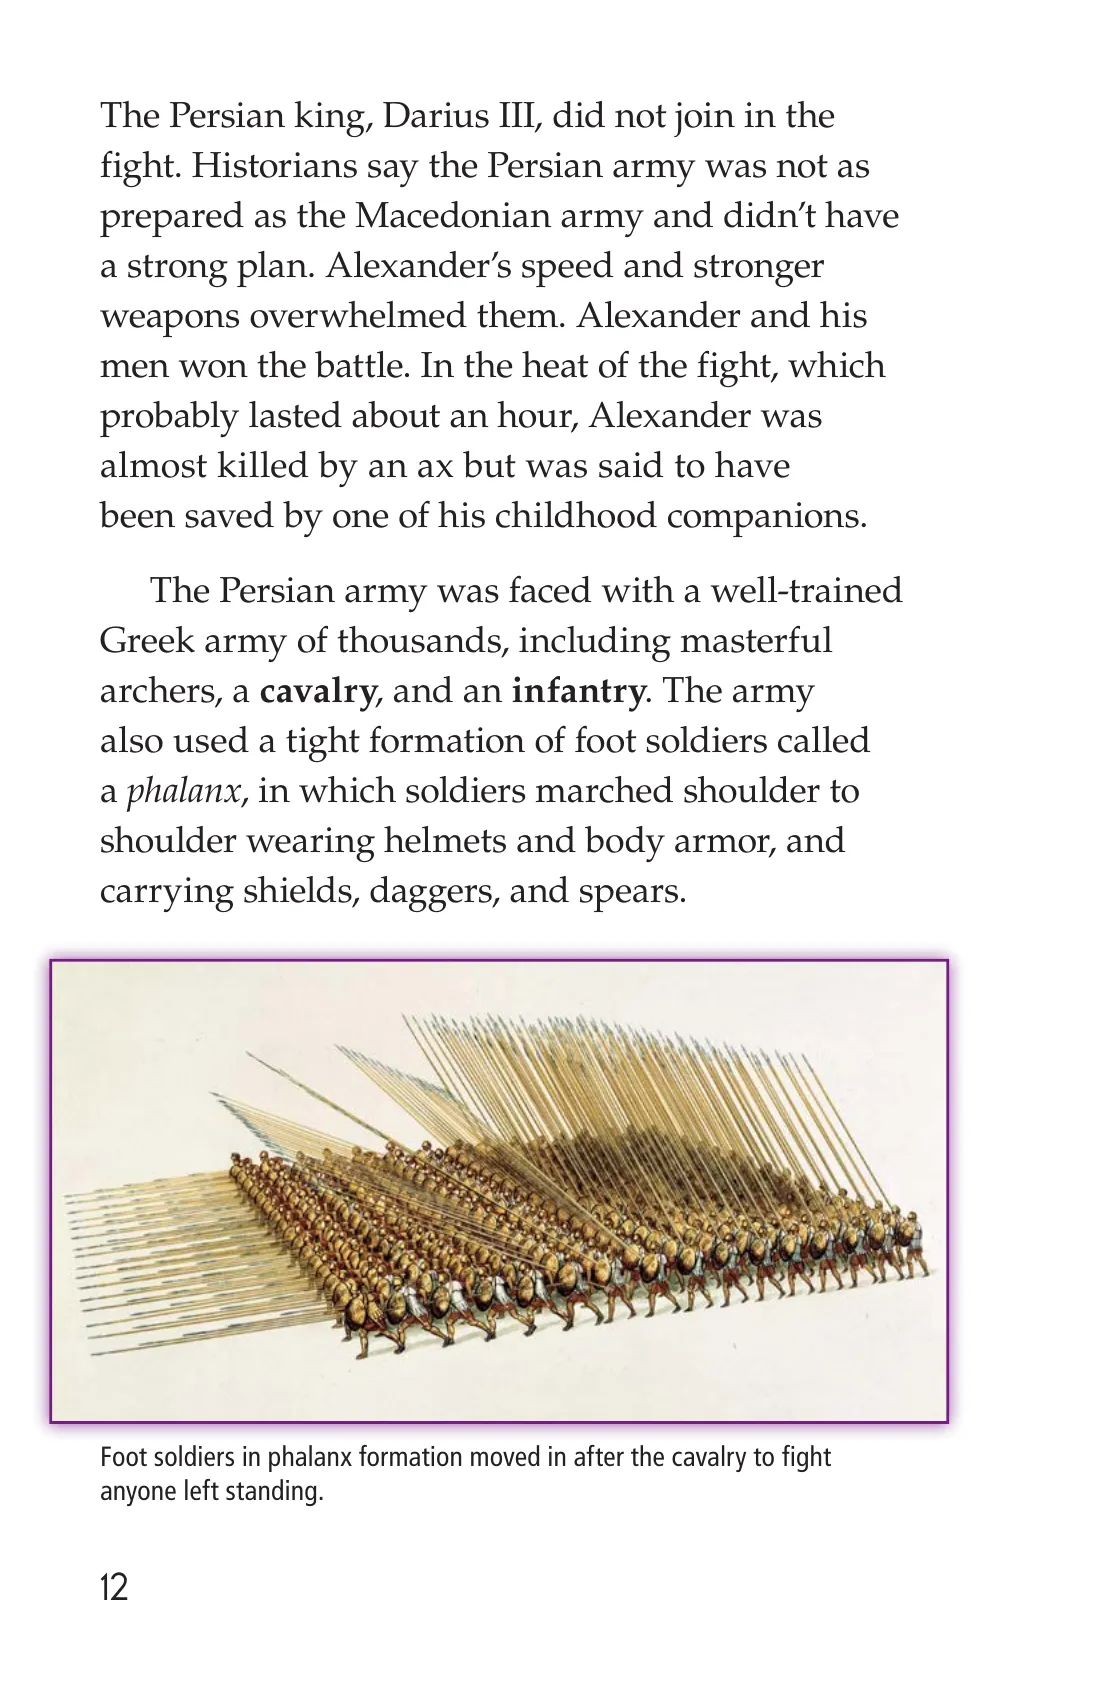 The Persian king, Darius III, did not join in the
fight. Historians say the Persian army was not as
prepared as the Macedonian army and didn’t have
a strong plan. Alexander’s speed and stronger
weapons overwhelmed them. Alexander and his
men won the battle. In the heat of the fight, which
probably lasted about an hour, Alexander was
almost killed by an ax but was said to have
been saved by one of his childhood companions.
The Persian army was faced with a well-trained
Greek army of thousands, including masterful
archers, a cavalry, and an infantry. The army
also used a tight formation of foot soldiers called
a phalanx, in which soldiers marched shoulder to
shoulder wearing helmets and body armor, and
carrying shields, daggers, and spears.
Foot soldiers in phalanx formation moved in after the cavalry to fight
anyone left standing.
12